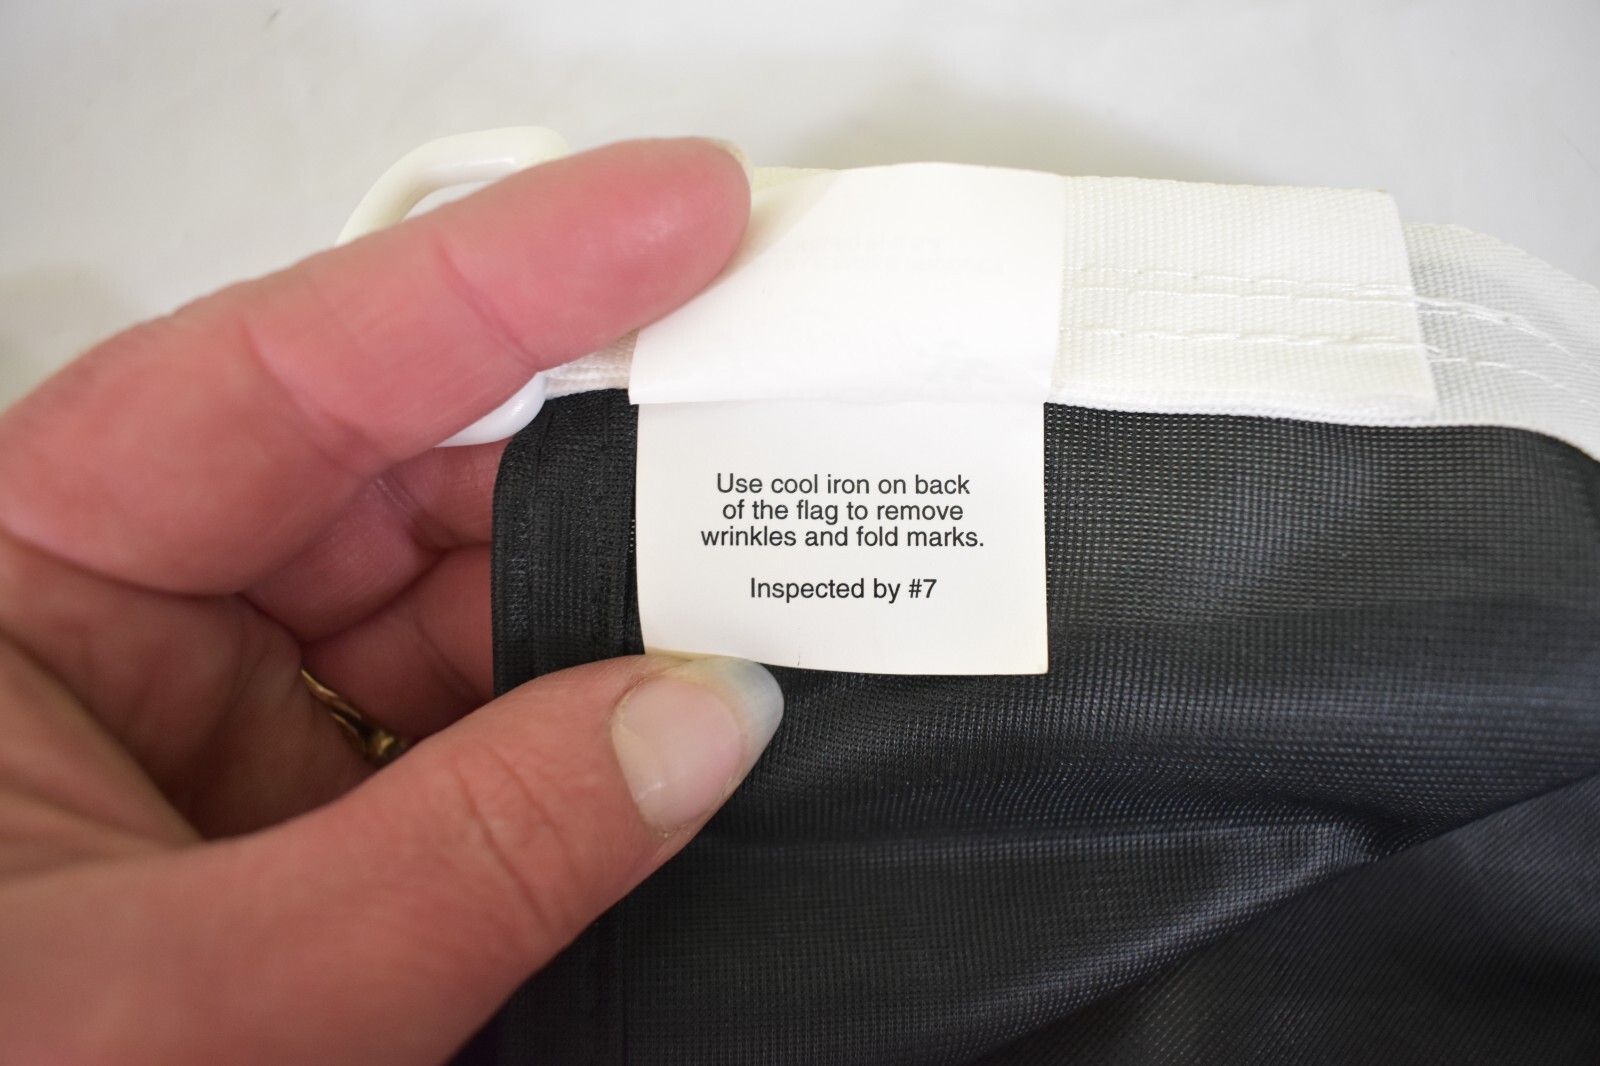 Use cool iron on back
of the flag to remove
wrinkles and fold marks.
Inspected by #7